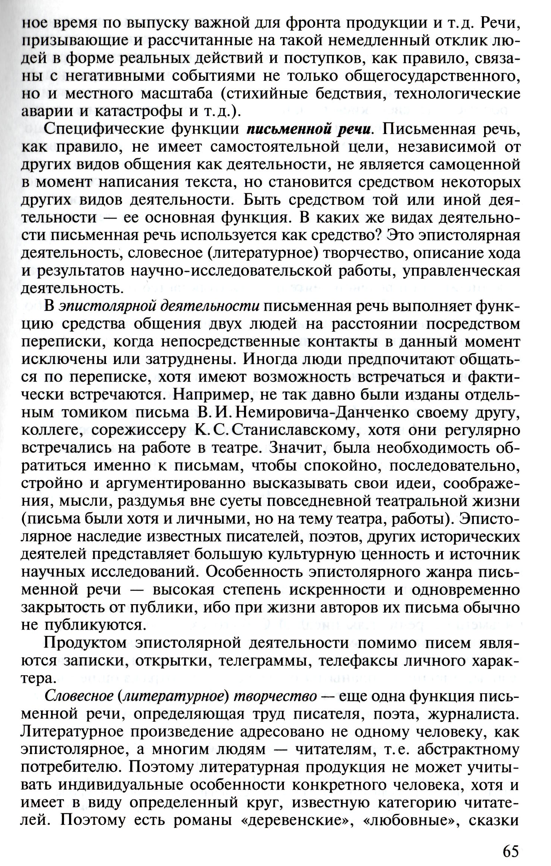 ное время по выпуску важной для фронта продукции и т. д. Речи,
призывающие и рассчитанные на такой немедленный отклик лю-
дей в форме реальных действий и поступков, как правило, связа-
ны с негативными событиями не только общегосударственного,
но и местного масштаба (стихийные бедствия, технологические
аварии и катастрофы и т. д.).
Специфические функции письменной речи. Письменная речь,
как правило, не имеет самостоятельной цели, независимой от
других видов общения как деятельности, не является самоценной
в момент написания текста, но становится средством некоторых
других видов деятельности. Быть средством той или иной дея-
тельности — ее основная функция. В каких же видах деятельно-
сти письменная речь используется как средство? Это эпистолярная
деятельность, словесное (литературное) творчество, описание хода
и результатов научно-исследовательской работы, управленческая
деятельность.
В эпистолярной деятельности письменная речь выполняет функ-
цию средства общения двух людей на расстоянии посредством
переписки, когда непосредственные контакты в данный момент
исключены или затруднены. Иногда люди предпочитают общать-
ся по переписке, хотя имеют возможность встречаться и факти-
чески встречаются. Например, не так давно были изданы отдель-
ным томиком письма В. И. Немировича-Данченко своему другу,
коллеге, сорежиссеру К. С. Станиславскому, хотя они регулярно
встречались на работе в театре. Значит, была необходимость об-
ратиться именно к письмам, чтобы спокойно, последовательно,
стройно и аргументированно высказывать свои идеи, соображе-
ния, мысли, раздумья вне суеты повседневной театральной жизни
(письма были хотя и личными, но на тему театра, работы). Эписто-
лярное наследие известных писателей, поэтов, других исторических
деятелей представляет большую культурную ценность и источник
научных исследований. Особенность эпистолярного жанра пись-
менной речи — высокая степень искренности и одновременно
закрытость от публики, ибо при жизни авторов их письма обычно
не публикуются.
Продуктом эпистолярной деятельности помимо писем явля-
ются записки, открытки, телеграммы, телефаксы личного харак-
тера.
Словесное (литературное) творчество — еще одна функция пись-
менной речи, определяющая труд писателя, поэта, журналиста.
Литературное произведение адресовано не одному человеку, как
эпистолярное, а многим людям — читателям, т. е. абстрактному
потребителю. Поэтому литературная продукция не может учиты-
вать индивидуальные особенности конкретного человека, хотя и
имеет в виду определенный круг, известную категорию читате-
лей. Поэтому есть романы «деревенские», «любовные», сказки
65